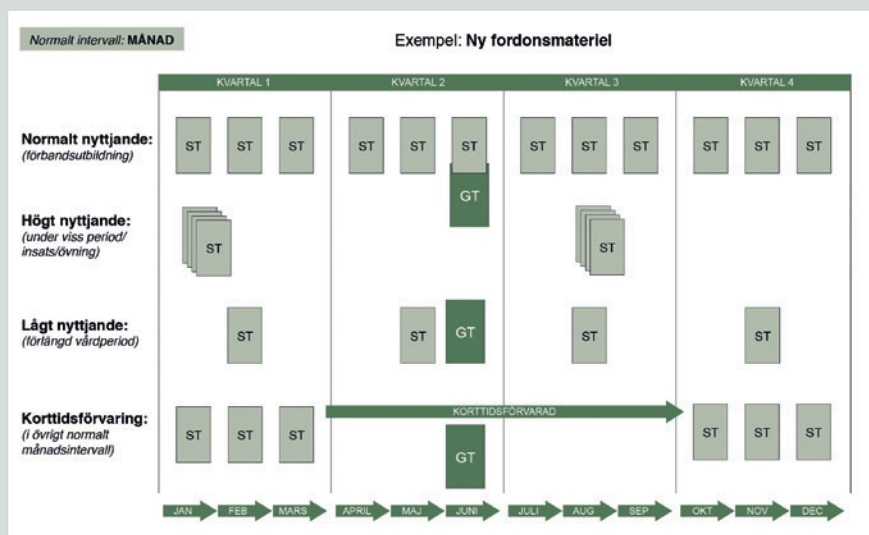 Normalt intervall: MÅNAD
Exempel: Ny fordonsmateriel
KVARTAL 1 KVARTAL 2 KVARTAL 3 KVARTAL 4
Normalt nyttjande:
(förbandsutbildning)
ST ST ST ST ST ST ST ST ST ST ST ST
GT
Högt nyttjande:
(under viss period/
insats/övning)
ST ST
Lågt nyttjande:
(förlängd vårdperiod)
ST ST GT ST ST
Korttidsförvaring:
(i övrigt normalt
månadsintervall)
KORTTIDSFÖRVARAD
ST ST ST ST ST ST
GT
JAN FEB MARS APRIL MAJ JUNI JULI AUG SEP OKT NOV DEC